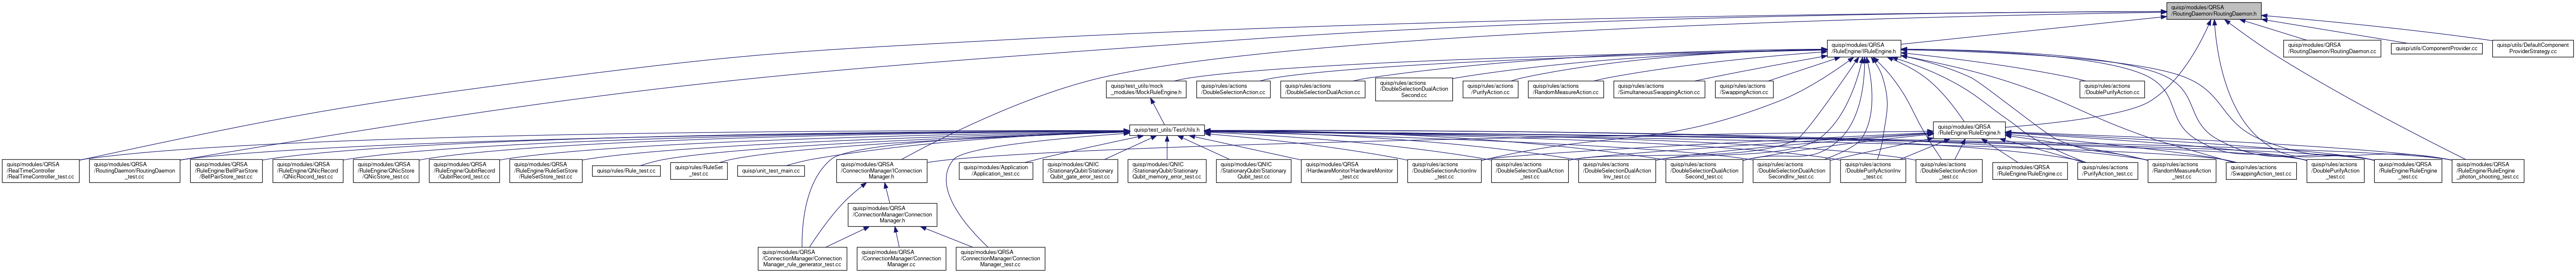 quisp/modules/QRSA
/RoutingDaemon/RoutingDaemon.h
quisp/modules/QRSA
/RuleEngine/IRuleEngine.h
quisp/modules/QRSA
/RoutingDaemon/RoutingDaemon.cc
quisp/utils/ComponentProvider.cc
quisp/utils/DefaultComponent
ProviderStrategy.cc
quisp/test_utils/mock
_modules/MockRuleEngine.h
quisp/rules/actions
/DoubleSelectionAction.cc
quisp/rules/actions
/DoubleSelectionDualAction.cc
quisp/rules/actions
/DoubleSelectionDualAction
Second.cc
quisp/rules/actions
/PurifyAction.cc
quisp/rules/actions
/RandomMeasureAction.cc
quisp/rules/actions
/SimultaneousSwappingAction.cc
quisp/rules/actions
/SwappingAction.cc
quisp/rules/actions
/DoublePurifyAction.cc
quisp/test_utils/TestUtils.h
quisp/modules/QRSA
/RuleEngine/RuleEngine.h
quisp/modules/QRSA
/RealTimeController
/RealTimeController_test.cc
quisp/modules/QRSA
/RoutingDaemon/RoutingDaemon
_test.cc
quisp/modules/QRSA
/RuleEngine/BellPairStore
/BellPairStore_test.cc
quisp/modules/QRSA
/RuleEngine/QNicRecord
/QNicRecord_test.cc
quisp/modules/QRSA
/RuleEngine/QNicStore
/QNicStore_test.cc
quisp/modules/QRSA
/RuleEngine/QubitRecord
/QubitRecord_test.cc
quisp/modules/QRSA
/RuleEngine/RuleSetStore
/RuleSetStore_test.cc
quisp/rules/Rule_test.cc
quisp/rules/RuleSet
_test.cc
quisp/unit_test_main.cc
quisp/modules/QRSA
/ConnectionManager/IConnection
Manager.h
quisp/modules/Application
/Application_test.cc
quisp/modules/QNIC
/StationaryQubit/Stationary
Qubit_gate_error_test.cc
quisp/modules/QNIC
/StationaryQubit/Stationary
Qubit_memory_error_test.cc
quisp/modules/QNIC
/StationaryQubit/Stationary
Qubit_test.cc
quisp/modules/QRSA
/HardwareMonitor/HardwareMonitor
_test.cc
quisp/rules/actions
/DoubleSelectionActionInv
_test.cc
quisp/rules/actions
/DoubleSelectionDualAction
_test.cc
quisp/rules/actions
/DoubleSelectionDualAction
Inv_test.cc
quisp/rules/actions
/DoubleSelectionDualAction
Second_test.cc
quisp/rules/actions
/DoubleSelectionDualAction
SecondInv_test.cc
quisp/rules/actions
/DoublePurifyActionInv
_test.cc
quisp/rules/actions
/DoubleSelectionAction
_test.cc
quisp/modules/QRSA
/RuleEngine/RuleEngine.cc
quisp/rules/actions
/PurifyAction_test.cc
quisp/rules/actions
/RandomMeasureAction
_test.cc
quisp/rules/actions
/SwappingAction_test.cc
quisp/rules/actions
/DoublePurifyAction
_test.cc
quisp/modules/QRSA
/RuleEngine/RuleEngine
_test.cc
quisp/modules/QRSA
/RuleEngine/RuleEngine
_photon_shooting_test.cc
quisp/modules/QRSA
/ConnectionManager/Connection
Manager.h
quisp/modules/QRSA
/ConnectionManager/Connection
Manager_rule_generator_test.cc
quisp/modules/QRSA
/ConnectionManager/Connection
Manager.cc
quisp/modules/QRSA
/ConnectionManager/Connection
Manager_test.cc